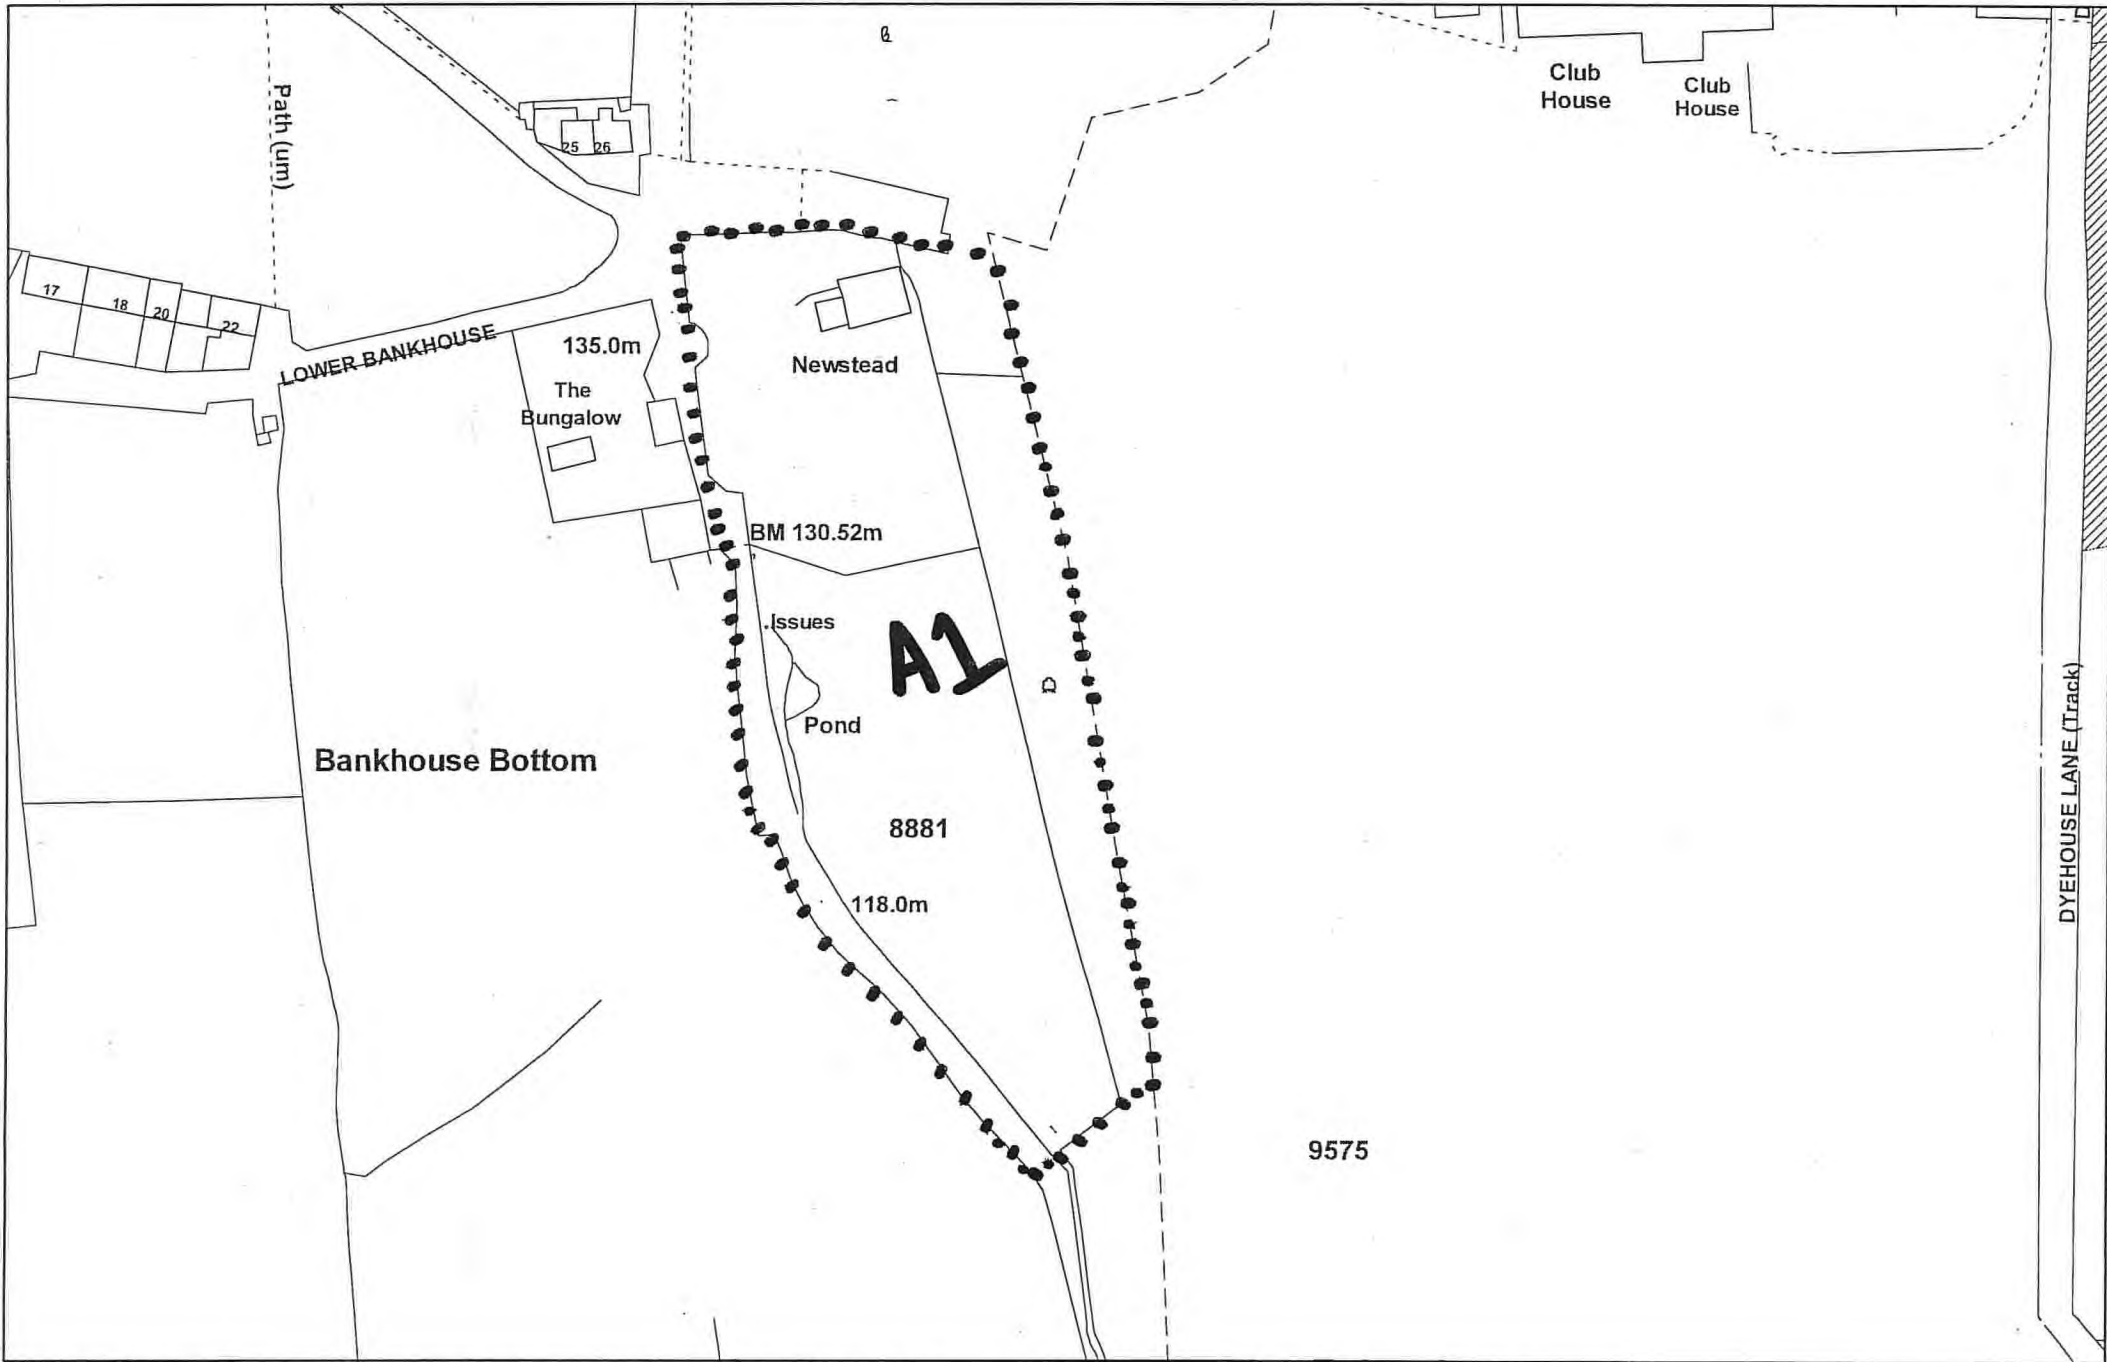 Club
House
Club
House
Path (um)
25 26
17
18
20
22
LOWER BANKHOUSE
135.0m
The
Bungalow
Newstead
BM 130.52m
Issues
A1
Pond
Bankhouse Bottom
8881
118.0m
DYEHOUSE LANE (Track)
9575